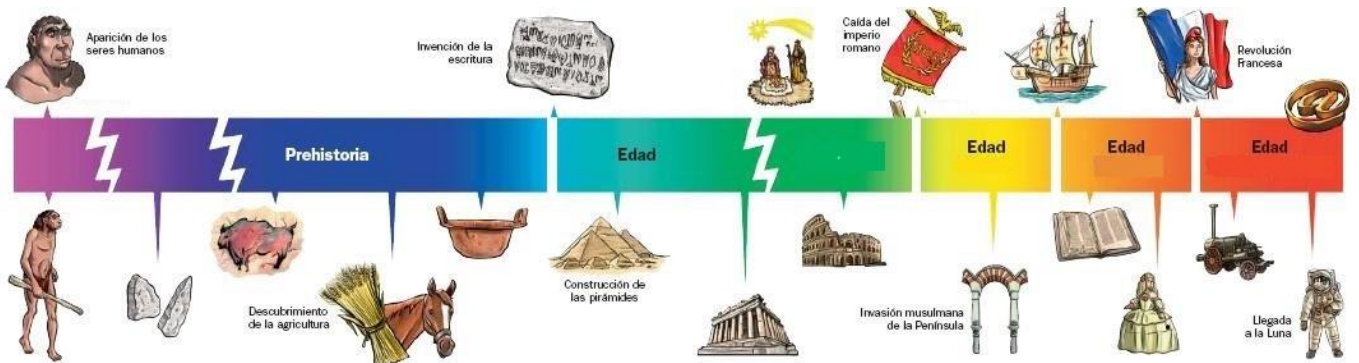 Aparición de los
seres humanos
Invención de la
escritura
Caída del
imperio
romano
Revolución
Francesa
Prehistoria
Edad
Edad
Edad
Edad
Descubrimiento
de la agricultura
Construcción de
las pirámides
Invasión musulmana
de la Península
Llegada
a la Luna